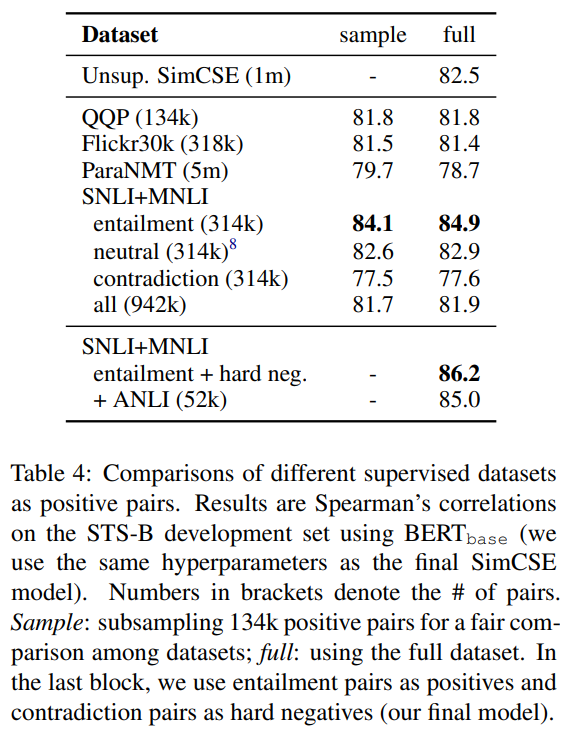 Dataset sample full
Unsup. SimCSE (1m) - 82.5
QQP (134k) 81.8 81.8
Flickr30k (318k) 81.5 81.4
ParaNMT (5m) 79.7 78.7
SNLI+MNLI
entailment (314k) 84.1 84.9
neutral (314k)8 82.6 82.9
contradiction (314k) 77.5 77.6
all (942k) 81.7 81.9
SNLI+MNLI
entailment + hard neg. - 86.2
+ ANLI (52k) - 85.0
Table 4: Comparisons of different supervised datasets
as positive pairs. Results are Spearman's correlations
on the STS-B development set using BERTbase (we
use the same hyperparameters as the final SimCSE
model). Numbers in brackets denote the # of pairs.
Sample: subsampling 134k positive pairs for a fair com-
parison among datasets; full: using the full dataset. In
the last block, we use entailment pairs as positives and
contradiction pairs as hard negatives (our final model).